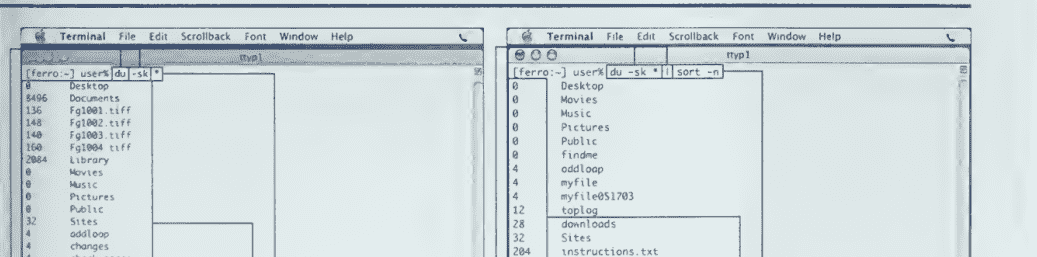 Terminal File Edit Scrollback Font Window Help
ttyp1
[ferro:~] user% du -sk *
0 Desktop
8496 Documents
136 Fg1001.tiff
148 Fg1002.tiff
140 Fg1003.tiff
160 Fg1004 tiff
2084 Library
0 Movies
0 Music
0 Pictures
0 Public
32 Sites
4 addloop
4 changes
4
Terminal File Edit Scrollback Font Window Help
ttyp1
[ferro:~] user% du -sk * | sort -n
0 Desktop
0 Movies
0 Music
0 Pictures
0 Public
0 findme
4 addloop
4 myfile
4 myfile051703
12 toplog
28 downloads
32 Sites
204 instructions.txt